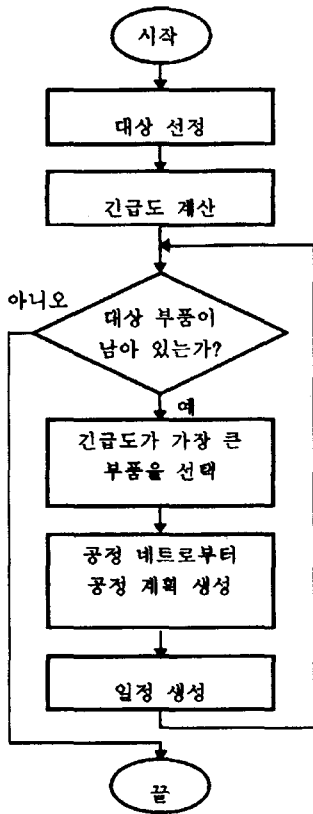 시작
대상 선정
긴급도 계산
아니오
대상 부품이
남아 있는가?
예
긴급도가 가장 큰
부품을 선택
공정 네트로부터
공정 계획 생성
일정 생성
끝